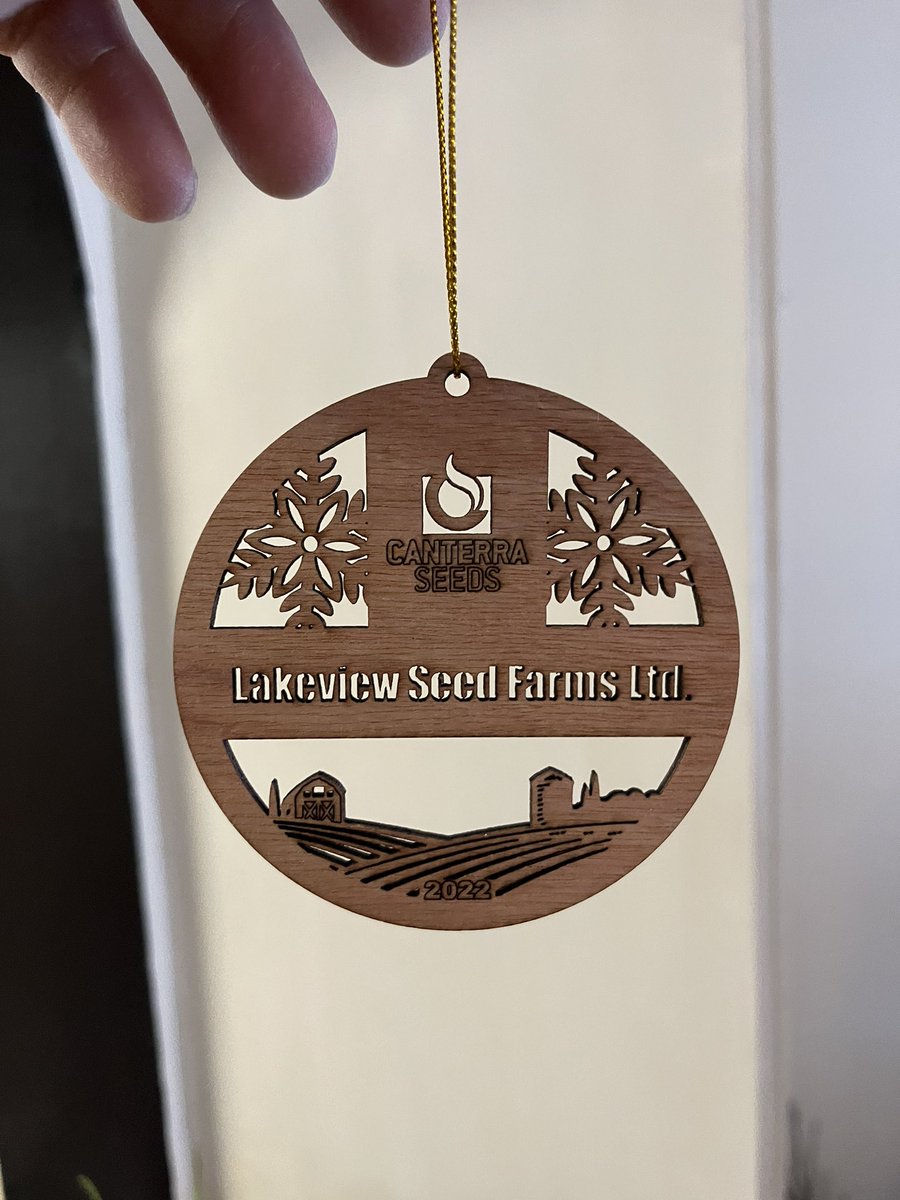 CANTERRA
SEEDS
Lakeview Seed Farms Ltd.
2022